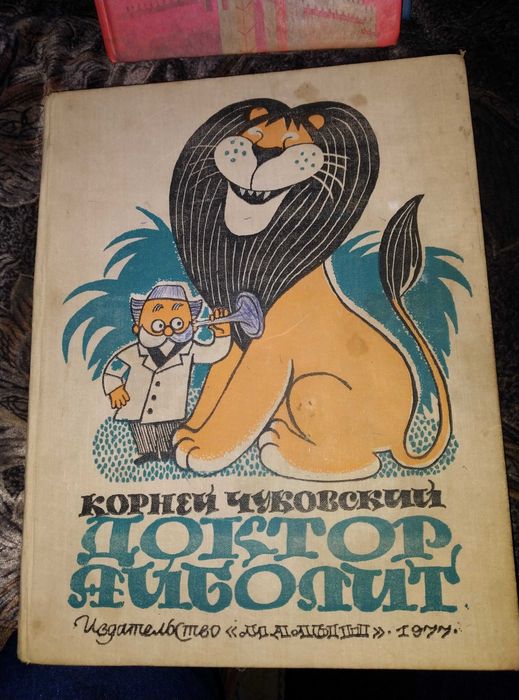 КОРНЕЙ ЧУКОВСКИЙ
ДОКТОР
АЙБОЛИТ
Издательство «МАЛЫШ» · 1977 ·